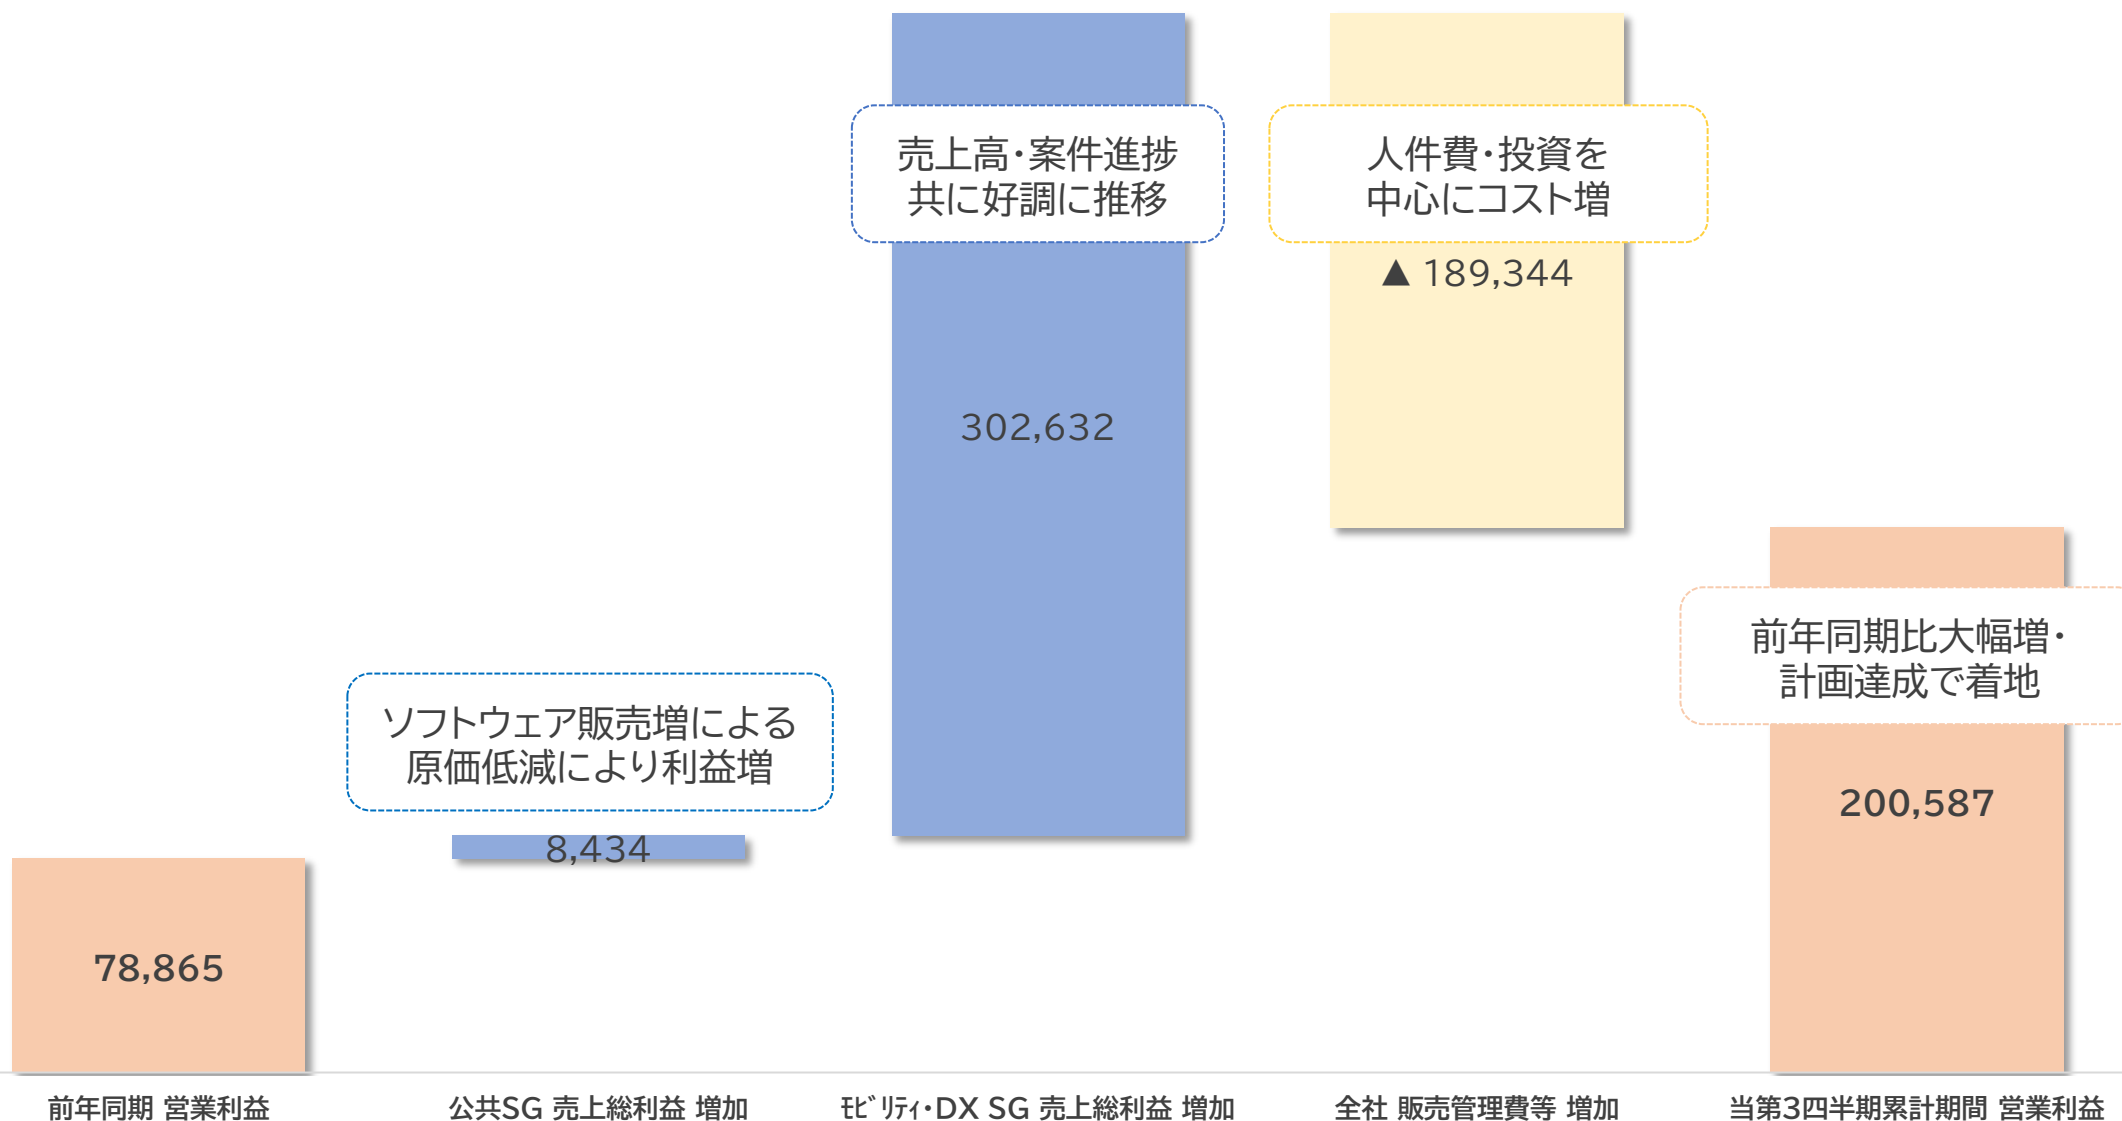 売上高・案件進捗
共に好調に推移
人件費・投資を
中心にコスト増
▲ 189,344
302,632
前年同期比大幅増・
計画達成で着地
ソフトウェア販売増による
原価低減により利益増
200,587
8,434
78,865
前年同期 営業利益
公共SG 売上総利益 増加
ﾓﾋﾞﾘﾃｨ・DX SG 売上総利益 増加
全社 販売管理費等 増加
当第3四半期累計期間 営業利益